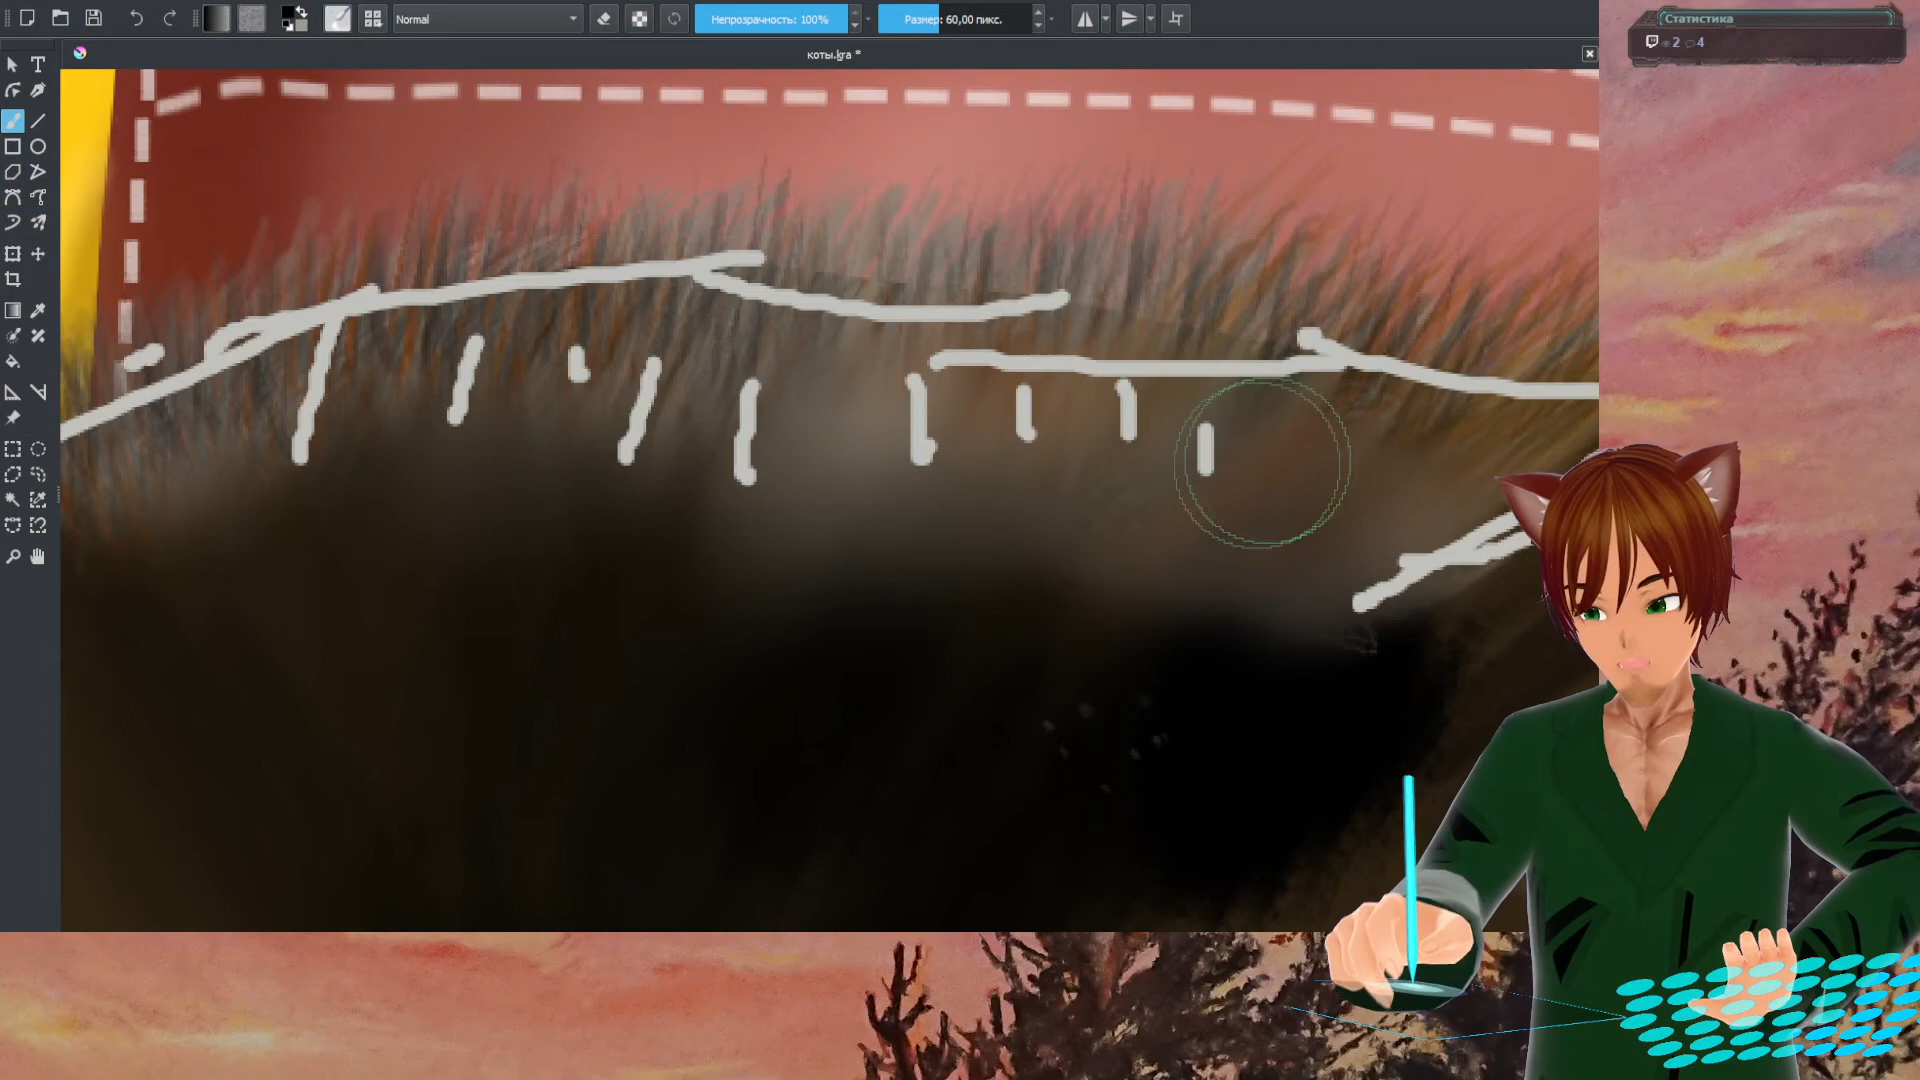 Normal
Непрозрачность: 100%
Размер: 60,00 пикс.
Статистика
2 4
коты.kra *